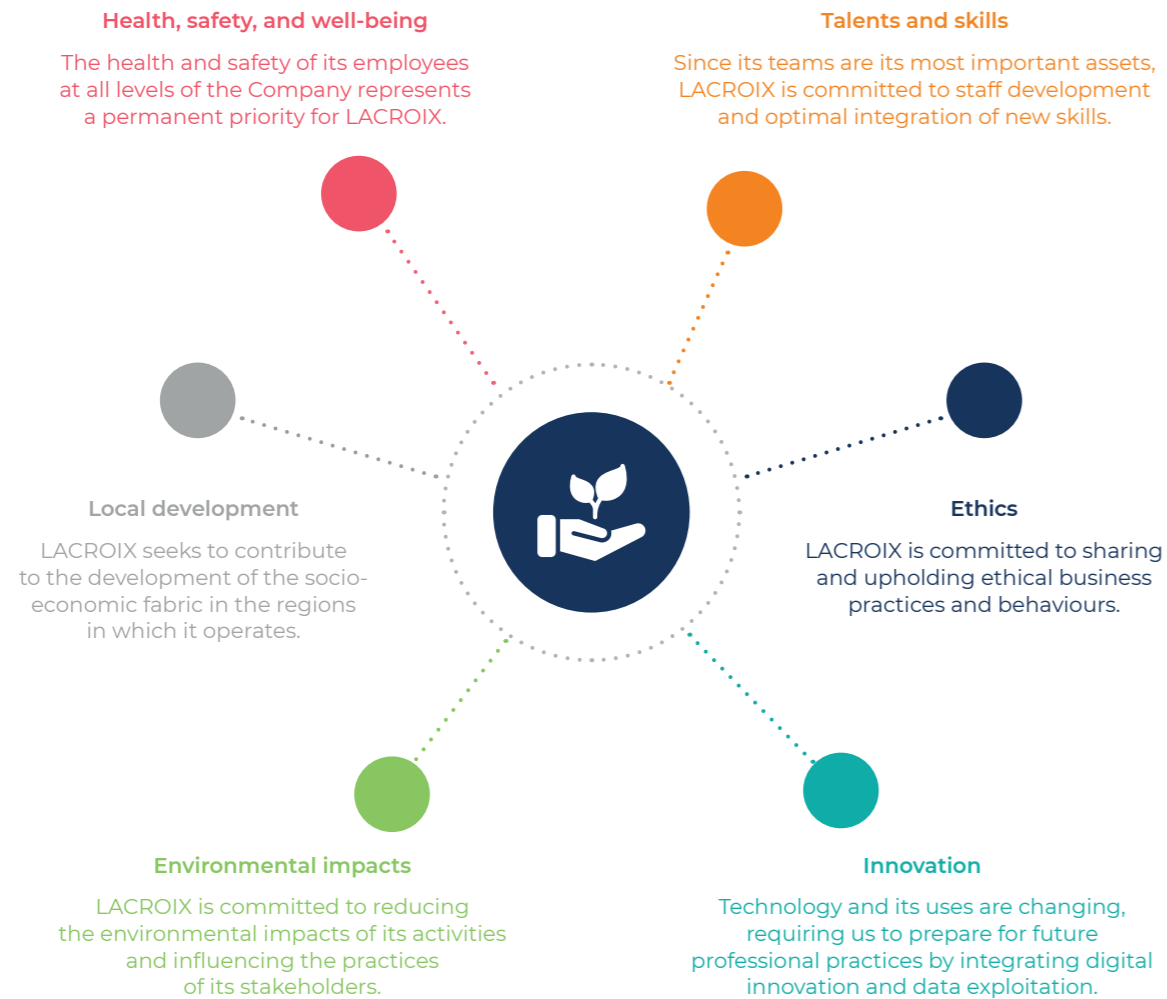 Health, safety, and well-being
The health and safety of its employees
at all levels of the Company represents
a permanent priority for LACROIX.
Talents and skills
Since its teams are its most important assets,
LACROIX is committed to staff development
and optimal integration of new skills.
Local development
LACROIX seeks to contribute
to the development of the socio-
economic fabric in the regions
in which it operates.
Ethics
LACROIX is committed to sharing
and upholding ethical business
practices and behaviours.
Environmental impacts
LACROIX is committed to reducing
the environmental impacts of its activities
and influencing the practices
of its stakeholders.
Innovation
Technology and its uses are changing,
requiring us to prepare for future
professional practices by integrating digital
innovation and data exploitation.